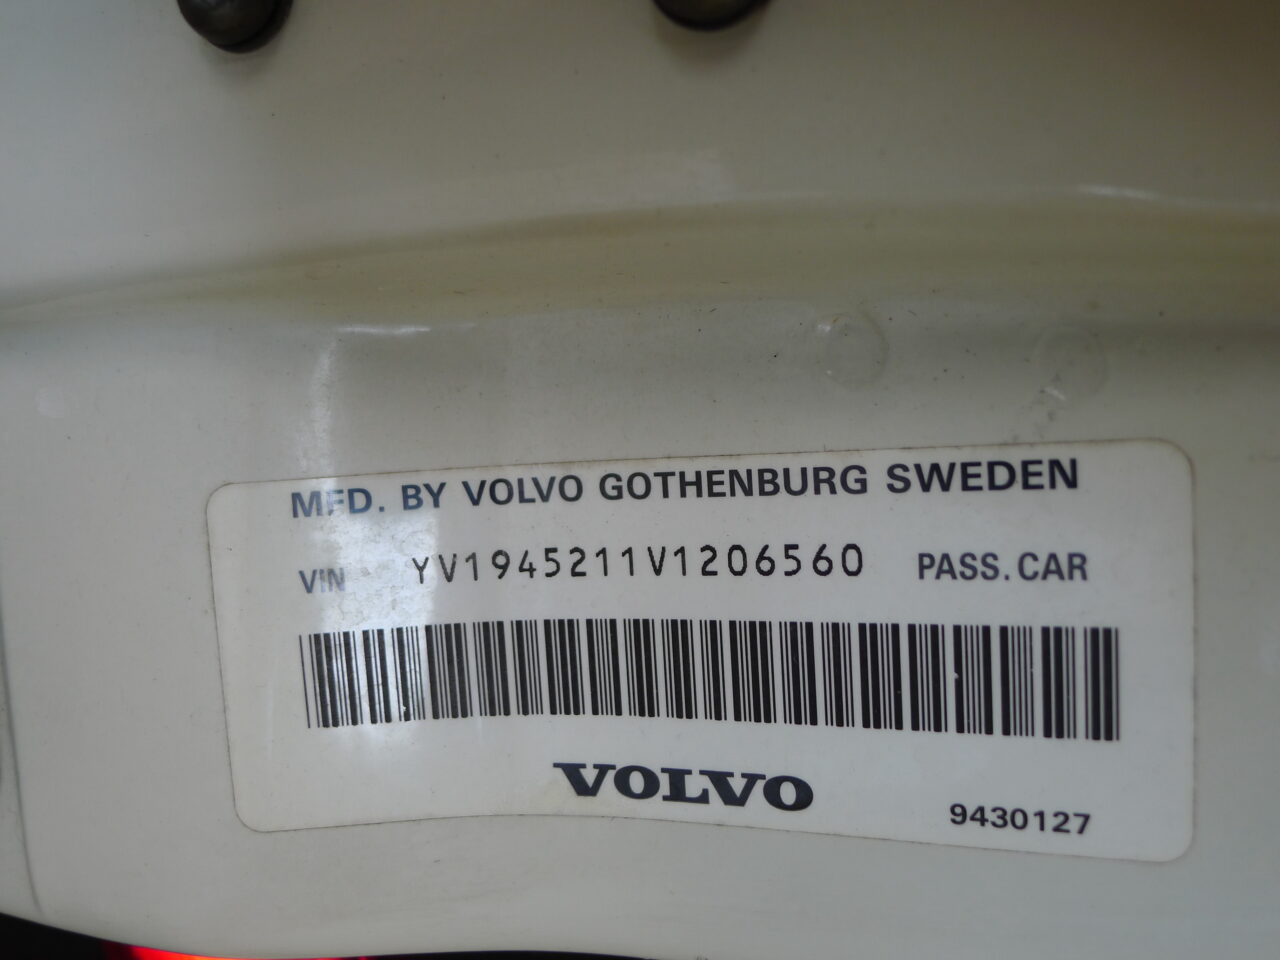 MFD. BY VOLVO GOTHENBURG SWEDEN
VIN YV1945211V1206560 PASS. CAR
VOLVO
9430127